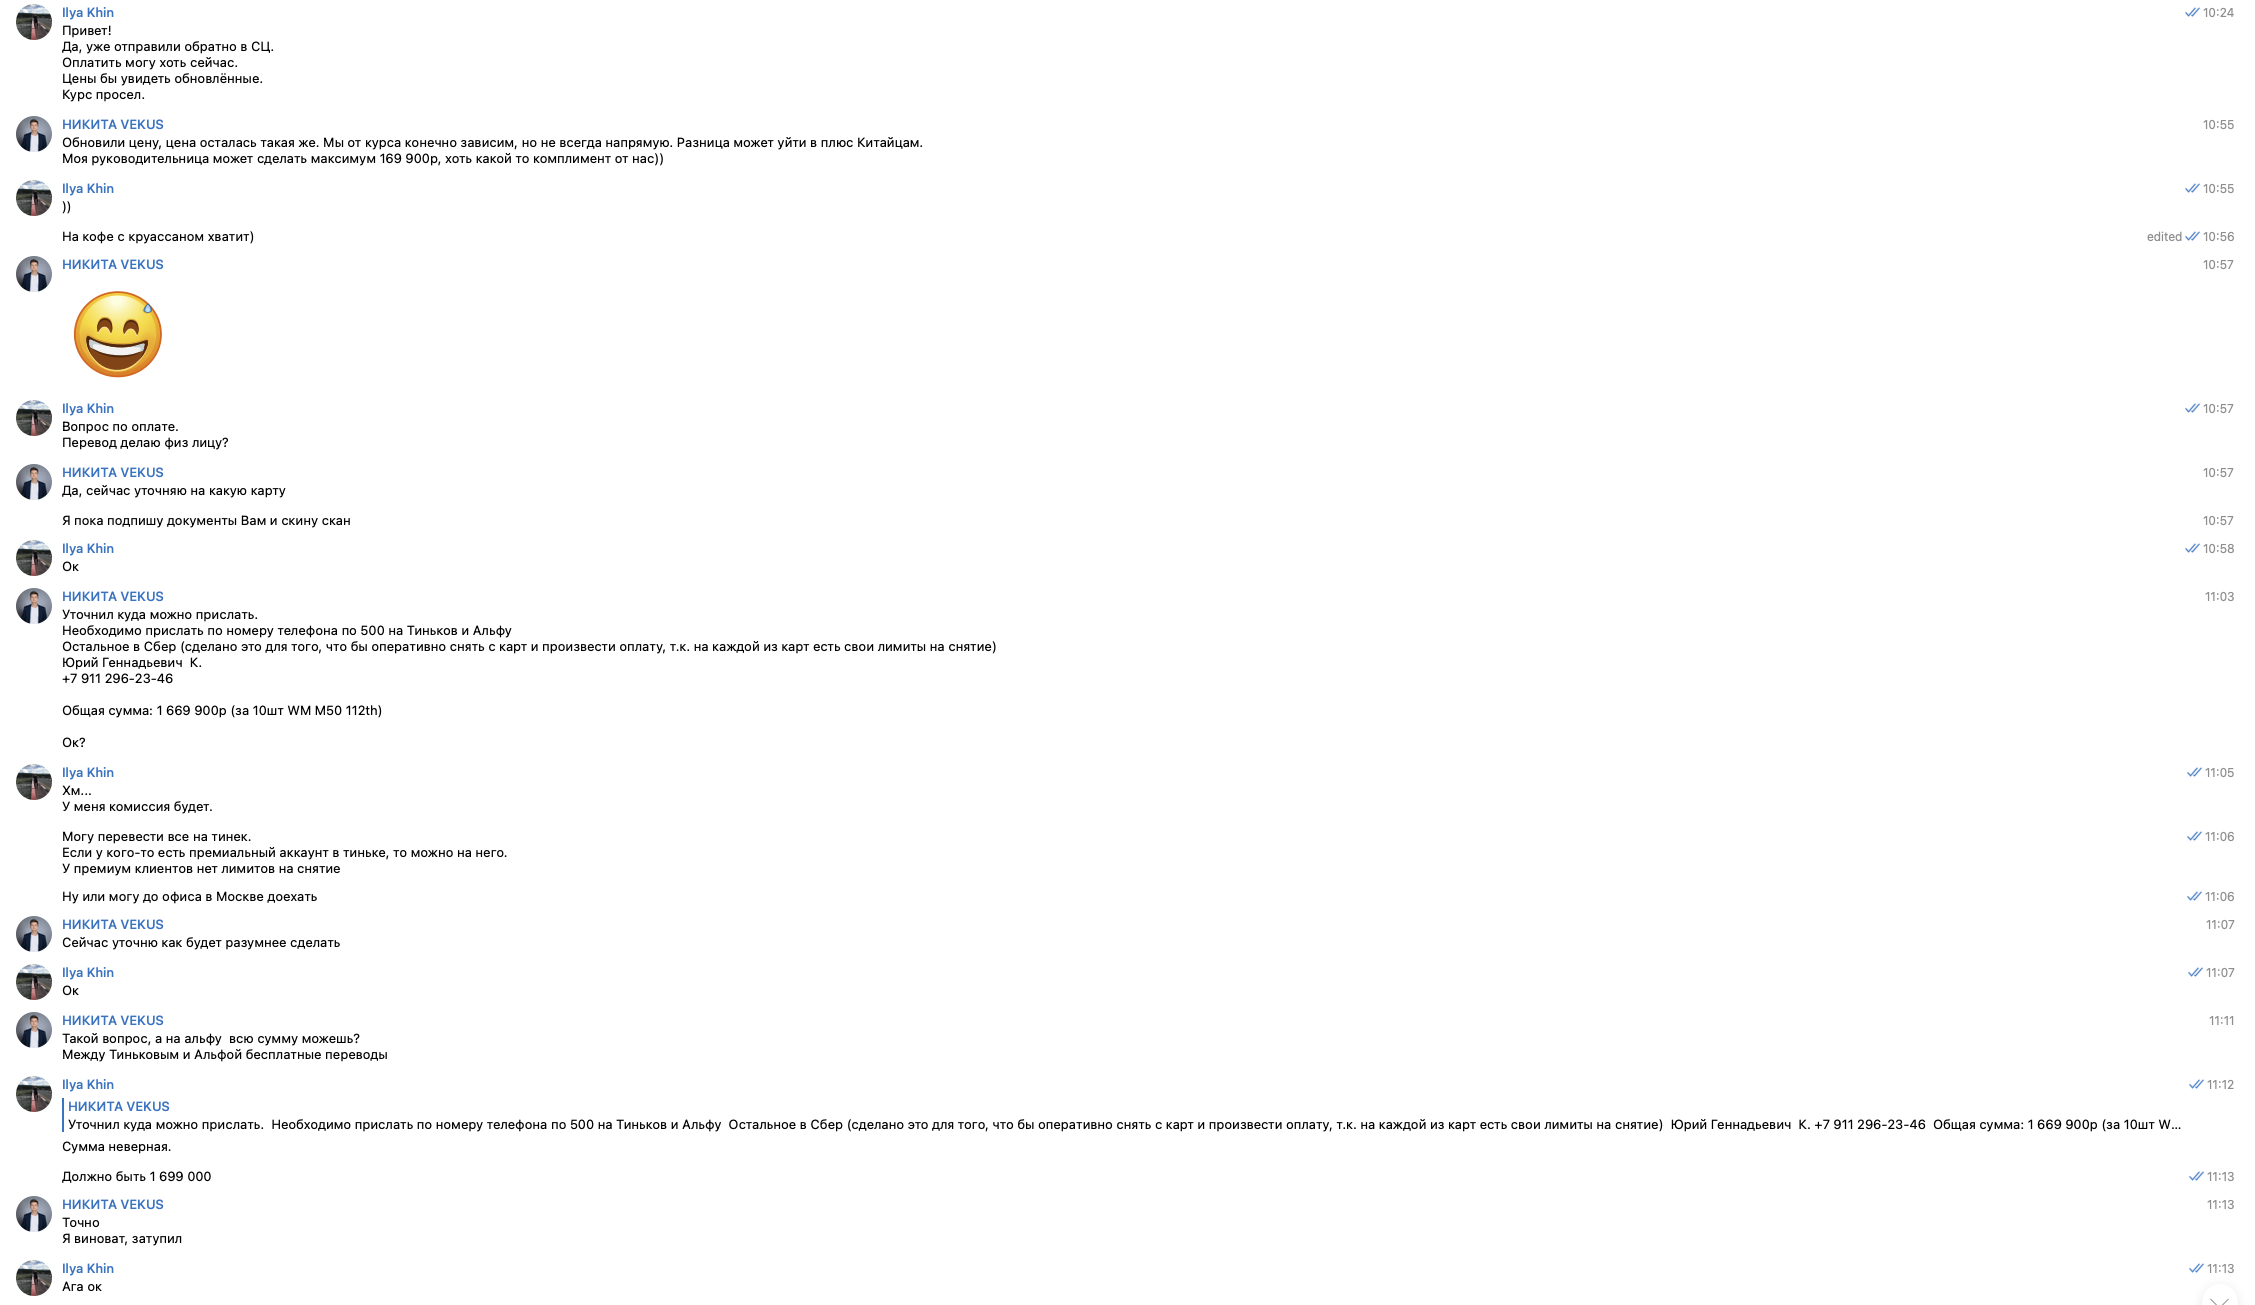 Ilya Khin 10:24
Привет!
Да, уже отправили обратно в СЦ.
Оплатить могу хоть сейчас.
Цены бы увидеть обновлённые.
Курс просел.
НИКИТА VEKUS 10:55
Обновили цену, цена осталась такая же. Мы от курса конечно зависим, но не всегда напрямую. Разница может уйти в плюс Китайцам.
Моя руководительница может сделать максимум 169 900р, хоть какой то комплимент от нас))
Ilya Khin 10:55
))
На кофе с круассаном хватит) edited 10:56
НИКИТА VEKUS 10:57
Ilya Khin 10:57
Вопрос по оплате.
Перевод делаю физ лицу?
НИКИТА VEKUS 10:57
Да, сейчас уточняю на какую карту
Я пока подпишу документы Вам и скину скан 10:57
Ilya Khin 10:58
Ок
НИКИТА VEKUS 11:03
Уточнил куда можно прислать.
Необходимо прислать по номеру телефона по 500 на Тиньков и Альфу
Остальное в Сбер (сделано это для того, что бы оперативно снять с карт и произвести оплату, т.к. на каждой из карт есть свои лимиты на снятие)
Юрий Геннадьевич  К.
+7 911 296-23-46
Общая сумма: 1 669 900р (за 10шт WM M50 112th)
Ок?
Ilya Khin 11:05
Хм...
У меня комиссия будет.
Могу перевести все на тинек. 11:06
Если у кого-то есть премиальный аккаунт в тиньке, то можно на него.
У премиум клиентов нет лимитов на снятие
Ну или могу до офиса в Москве доехать 11:06
НИКИТА VEKUS 11:07
Сейчас уточню как будет разумнее сделать
Ilya Khin 11:07
Ок
НИКИТА VEKUS 11:11
Такой вопрос, а на альфу  всю сумму можешь?
Между Тиньковым и Альфой бесплатные переводы
Ilya Khin 11:12
НИКИТА VEKUS
Уточнил куда можно прислать.  Необходимо прислать по номеру телефона по 500 на Тиньков и Альфу  Остальное в Сбер (сделано это для того, что бы оперативно снять с карт и произвести оплату, т.к. на каждой из карт есть свои лимиты на снятие)  Юрий Геннадьевич  К. +7 911 296-23-46  Общая сумма: 1 669 900р (за 10шт W...
Сумма неверная.
Должно быть 1 699 000 11:13
НИКИТА VEKUS 11:13
Точно
Я виноват, затупил
Ilya Khin 11:13
Ага ок